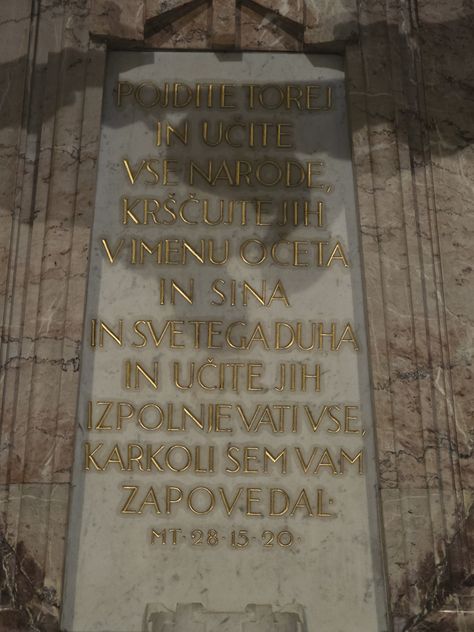 POJDITE TOREJ
IN UČITE
VSE NARODE,
KRŠČUJTE JIH
V IMENU OČETA
IN SINA
IN SVETEGA DUHA
IN UČITE JIH
IZPOLNJEVATI VSE,
KARKOLI SEM VAM
ZAPOVEDAL·
MT· 28·15·20·